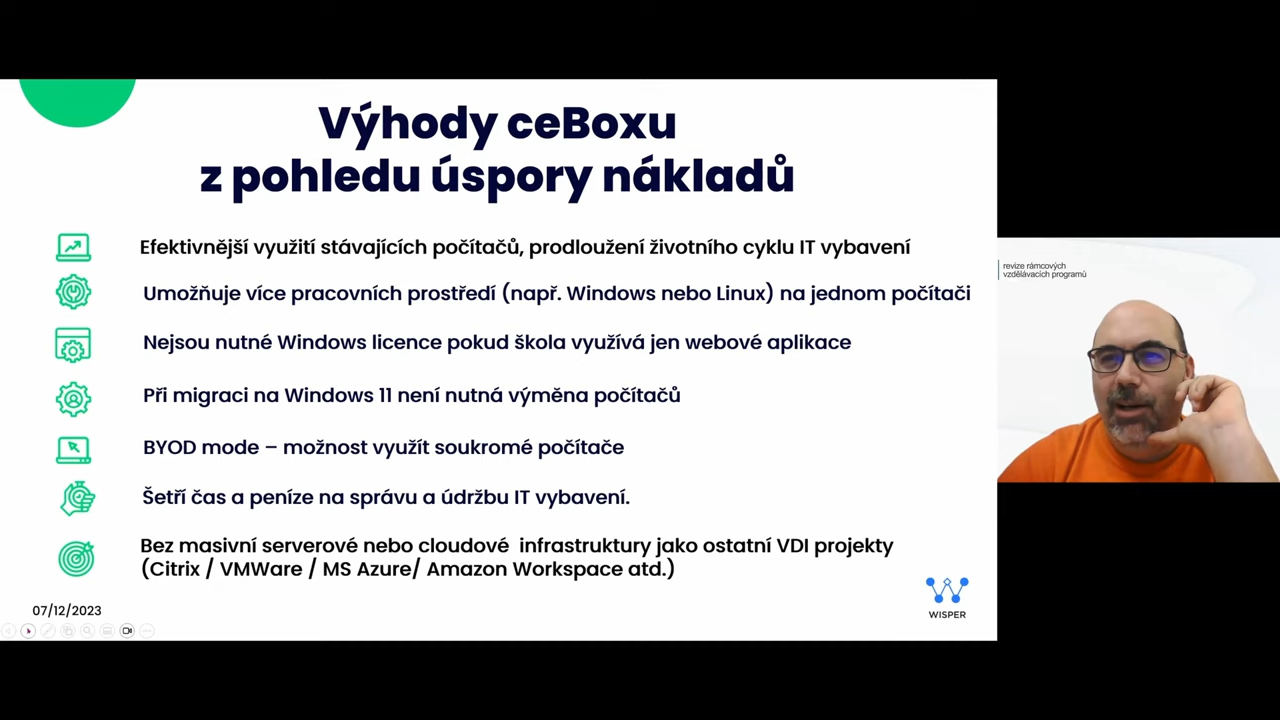 Výhody ceBoxu
z pohledu úspory nákladů
Efektivnější využití stávajících počítačů, prodloužení životního cyklu IT vybavení
Umožňuje více pracovních prostředí (např. Windows nebo Linux) na jednom počítači
Nejsou nutné Windows licence pokud škola využívá jen webové aplikace
Při migraci na Windows 11 není nutná výměna počítačů
BYOD mode – možnost využít soukromé počítače
Šetří čas a peníze na správu a údržbu IT vybavení.
Bez masivní serverové nebo cloudové infrastruktury jako ostatní VDI projekty
(Citrix / VMWare / MS Azure/ Amazon Workspace atd.)
07/12/2023
WISPER
revize rámcových
vzdělávacích programů